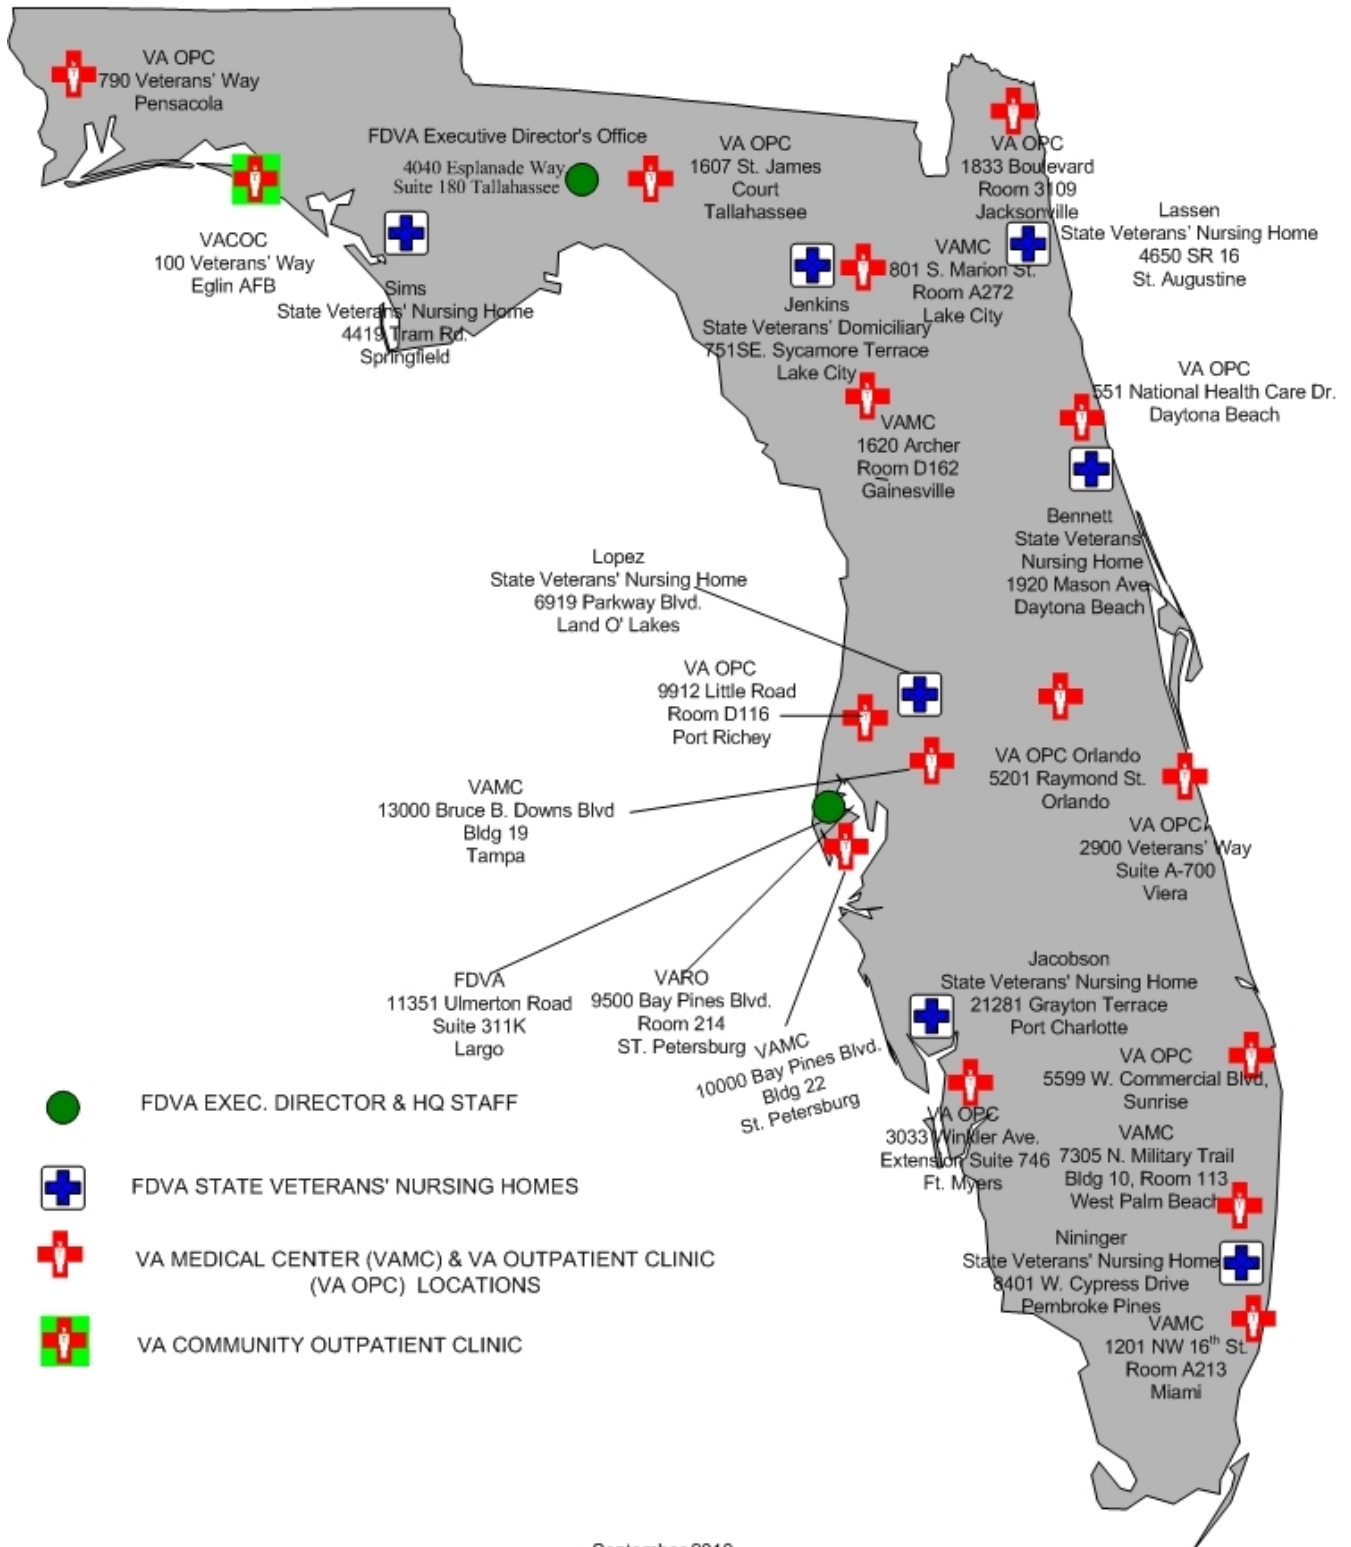 VA OPC
790 Veterans' Way
Pensacola
FDVA Executive Director's Office
4040 Esplanade Way,
Suite 180 Tallahassee
VA OPC
1607 St. James
Court
Tallahassee
VA OPC
1833 Boulevard
Room 3109
Jacksonville
Lassen
State Veterans' Nursing Home
4650 SR 16
St. Augustine
VACOC
100 Veterans' Way
Eglin AFB
Sims
State Veterans' Nursing Home
4419 Tram Rd.
Springfield
VAMC
801 S. Marion St.
Room A272
Lake City
Jenkins
State Veterans' Domiciliary
751SE. Sycamore Terrace
Lake City
VA OPC
551 National Health Care Dr.
Daytona Beach
VAMC
1620 Archer
Room D162
Gainesville
Bennett
State Veterans
Nursing Home
1920 Mason Ave
Daytona Beach
Lopez
State Veterans' Nursing Home
6919 Parkway Blvd.
Land O' Lakes
VA OPC
9912 Little Road
Room D116
Port Richey
VA OPC Orlando
5201 Raymond St.
Orlando
VAMC
13000 Bruce B. Downs Blvd
Bldg 19
Tampa
VA OPC
2900 Veterans' Way
Suite A-700
Viera
FDVA
11351 Ulmerton Road
Suite 311K
Largo
VARO
9500 Bay Pines Blvd.
Room 214
ST. Petersburg
VAMC
10000 Bay Pines Blvd.
Bldg 22
St. Petersburg
Jacobson
State Veterans' Nursing Home
21281 Grayton Terrace
Port Charlotte
VA OPC
5599 W. Commercial Blvd,
Sunrise
VA OPC
3033 Winkler Ave.
Extension Suite 746
Ft. Myers
VAMC
7305 N. Military Trail
Bldg 10, Room 113
West Palm Beach
Nininger
State Veterans' Nursing Home
8401 W. Cypress Drive
Pembroke Pines
VAMC
1201 NW 16th St.
Room A213
Miami
FDVA EXEC. DIRECTOR & HQ STAFF
FDVA STATE VETERANS' NURSING HOMES
VA MEDICAL CENTER (VAMC) & VA OUTPATIENT CLINIC
(VA OPC) LOCATIONS
VA COMMUNITY OUTPATIENT CLINIC